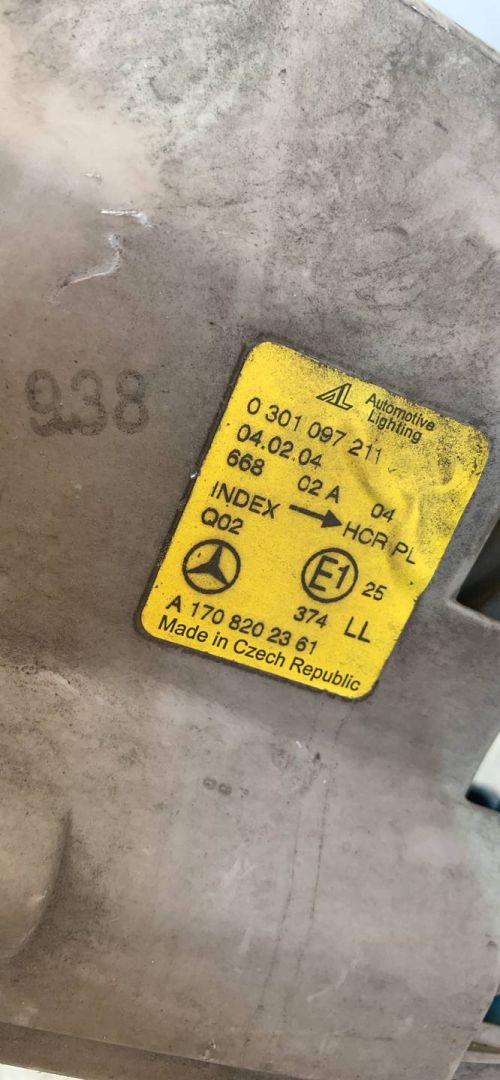 938
AL Automotive
Lighting
0 301 097 211
04.02.04
668 02 A 04
INDEX → HCR PL
Q02
E1 25
374 LL
A 170 820 23 61
Made in Czech Republic